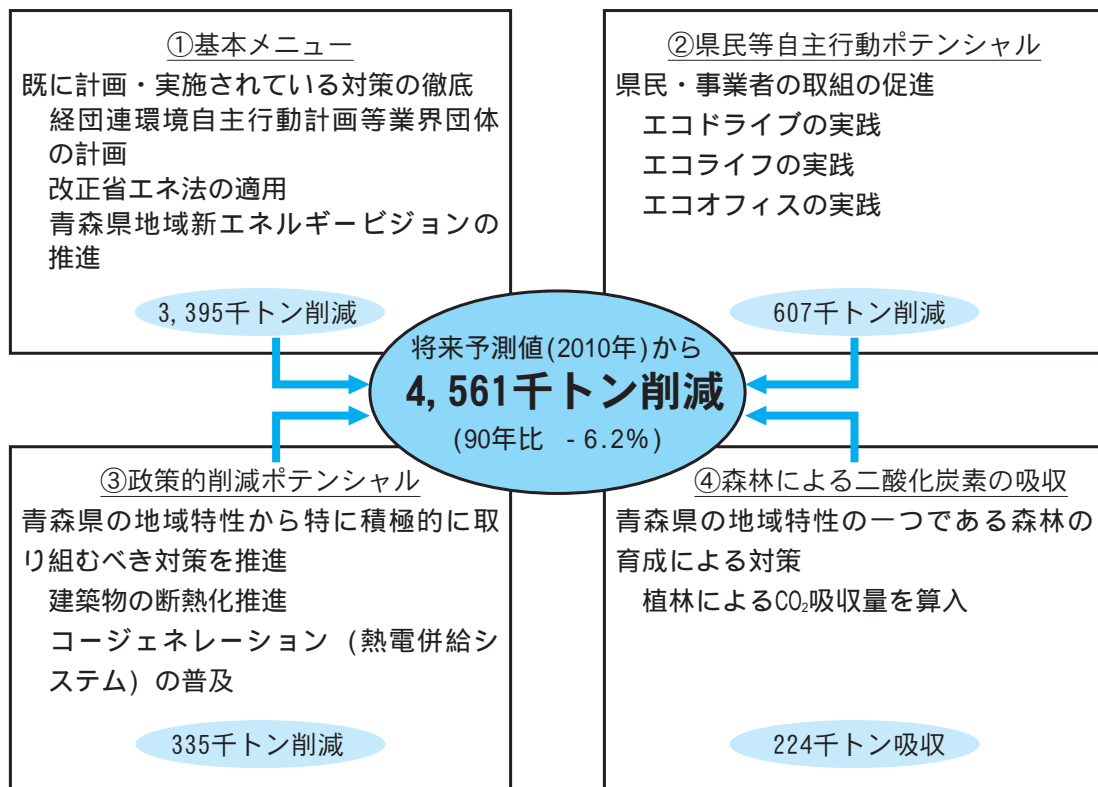 ①基本メニュー
既に計画・実施されている対策の徹底
経団連環境自主行動計画等業界団体
の計画
改正省エネ法の適用
青森県地域新エネルギービジョンの
推進
3,395千トン削減
②県民等自主行動ポテンシャル
県民・事業者の取組の促進
エコドライブの実践
エコライフの実践
エコオフィスの実践
607千トン削減
将来予測値(2010年)から
4,561千トン削減
(90年比 -6.2%)
③政策的削減ポテンシャル
青森県の地域特性から特に積極的に取
り組むべき対策を推進
建築物の断熱化推進
コージェネレーション (熱電併給シ
ステム) の普及
335千トン削減
④森林による二酸化炭素の吸収
青森県の地域特性の一つである森林の
育成による対策
植林によるCO₂吸収量を算入
224千トン吸収